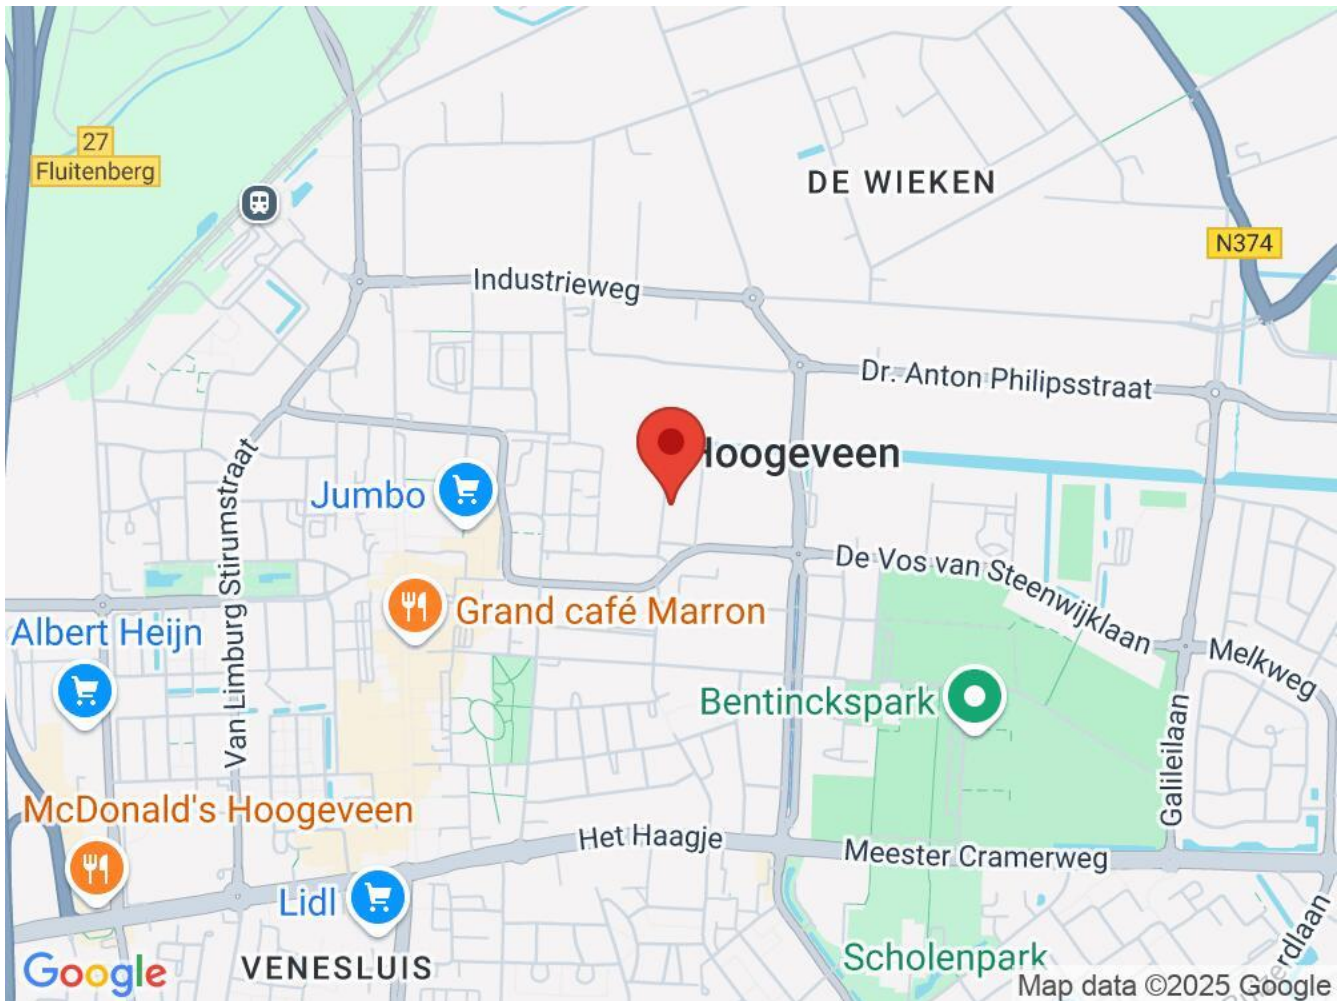 27
Fluitenberg
DE WIEKEN
N374
Industrieweg
Dr. Anton Philipsstraat
Hoogeveen
Jumbo
Van Limburg Stirumstraat
De Vos van Steenwijklaan
Grand café Marron
Albert Heijn
Melkweg
Bentinckspark
Galileilaan
McDonald's Hoogeveen
Het Haagje
Meester Cramerweg
Lidl
VENESLUIS
Scholenpark
Google
Map data ©2025 Google